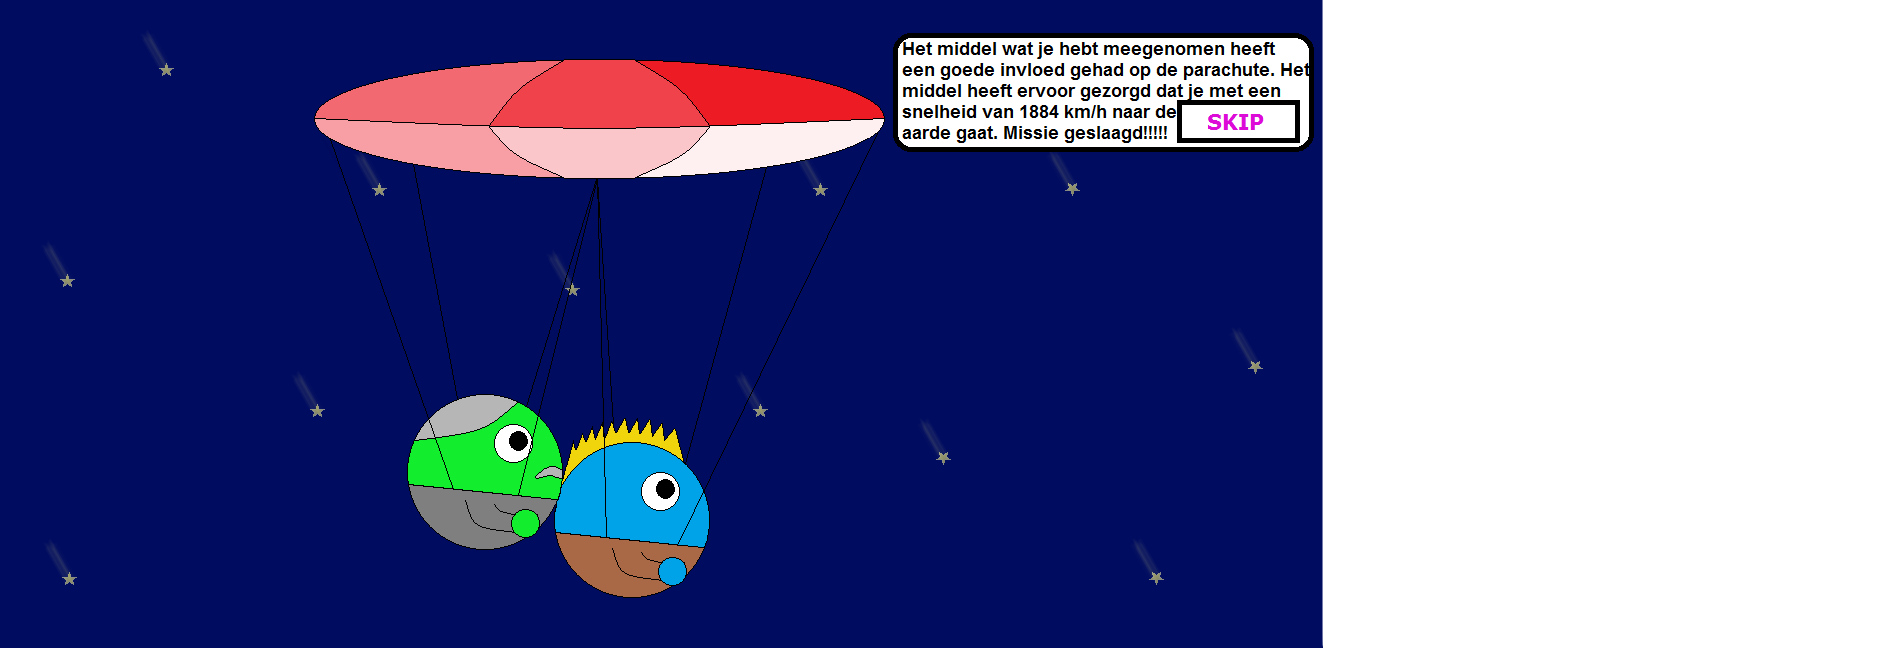 Het middel wat je hebt meegenomen heeft
een goede invloed gehad op de parachute. Het
middel heeft ervoor gezorgd dat je met een
snelheid van 1884 km/h naar de
aarde gaat. Missie geslaagd!!!!!
SKIP